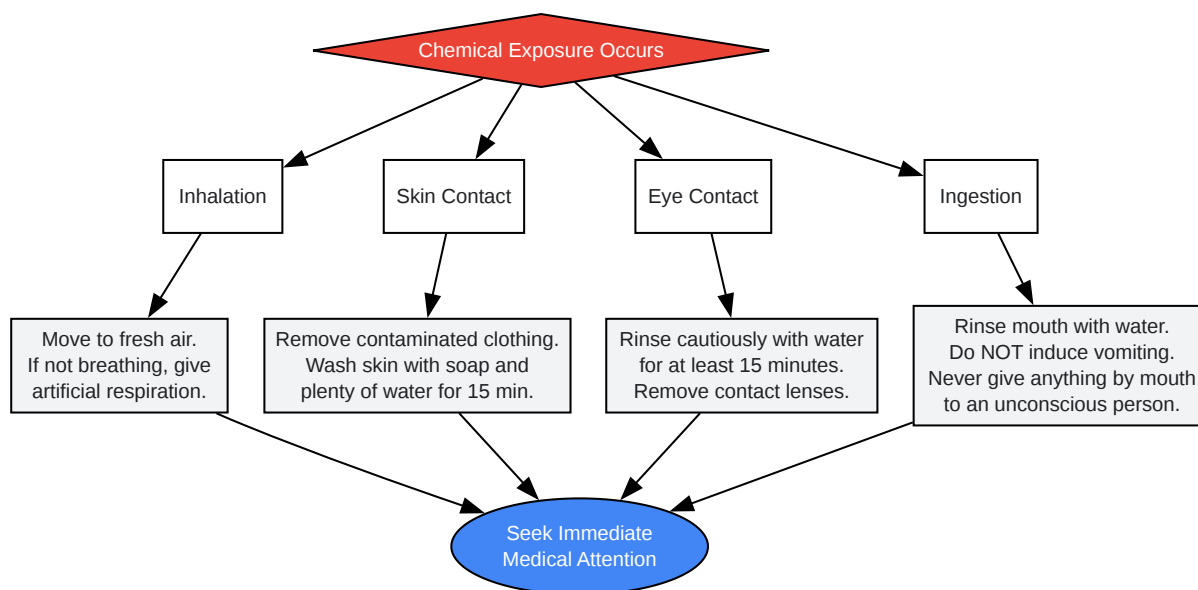 Chemical Exposure Occurs
Inhalation
Skin Contact
Eye Contact
Ingestion
Move to fresh air.
If not breathing, give
artificial respiration.
Remove contaminated clothing.
Wash skin with soap and
plenty of water for 15 min.
Rinse cautiously with water
for at least 15 minutes.
Remove contact lenses.
Rinse mouth with water.
Do NOT induce vomiting.
Never give anything by mouth
to an unconscious person.
Seek Immediate
Medical Attention